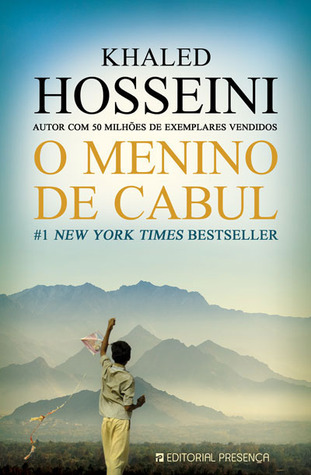 KHALED
HOSSEINI
AUTOR COM 50 MILHÕES DE EXEMPLARES VENDIDOS
O MENINO
DE CABUL
#1 NEW YORK TIMES BESTSELLER
EDITORIAL PRESENÇA